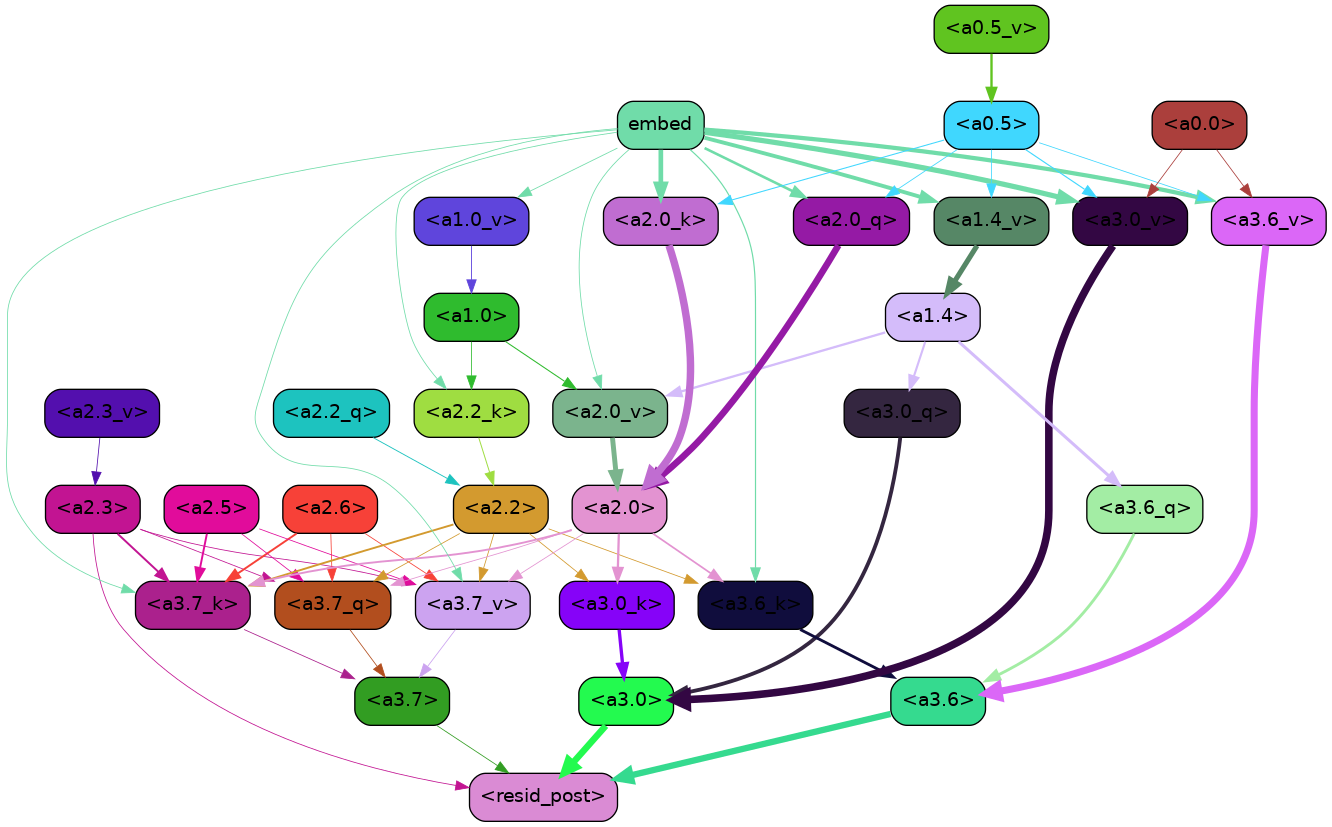 <a0.5_v>
embed
<a0.5>
<a0.0>
<a1.0_v>
<a2.0_k>
<a2.0_q>
<a1.4_v>
<a3.0_v>
<a3.6_v>
<a1.0>
<a1.4>
<a2.3_v>
<a2.2_q>
<a2.2_k>
<a2.0_v>
<a3.0_q>
<a2.3>
<a2.5>
<a2.6>
<a2.2>
<a2.0>
<a3.6_q>
<a3.7_k>
<a3.7_q>
<a3.7_v>
<a3.0_k>
<a3.6_k>
<a3.7>
<a3.0>
<a3.6>
<resid_post>